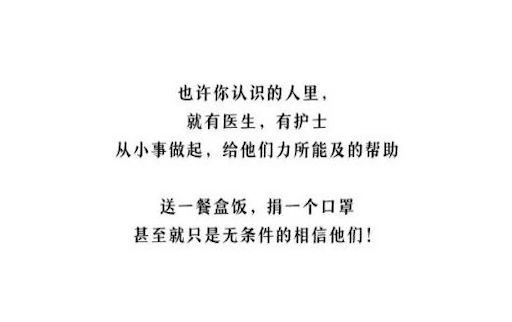 也许你认识的人里，
就有医生，有护士
从小事做起，给他们力所能及的帮助
送一餐盒饭，捐一个口罩
甚至就只是无条件的相信他们！